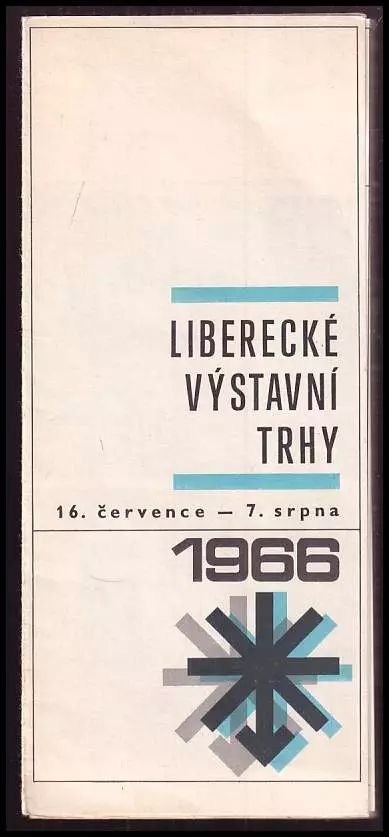 LIBERECKÉ
VÝSTAVNÍ
TRHY
16. července — 7. srpna
1966